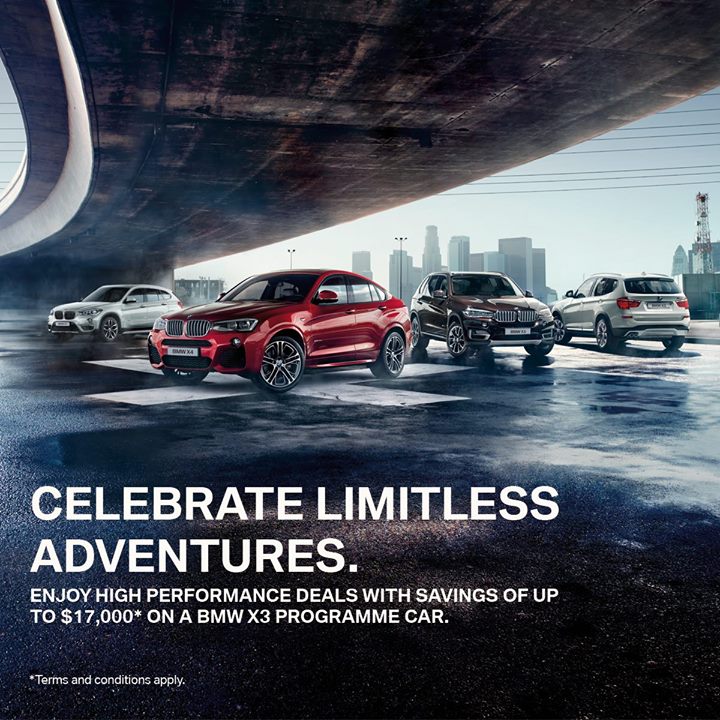 BMW X4
CELEBRATE LIMITLESS
ADVENTURES.
ENJOY HIGH PERFORMANCE DEALS WITH SAVINGS OF UP
TO $17,000* ON A BMW X3 PROGRAMME CAR.
*Terms and conditions apply.